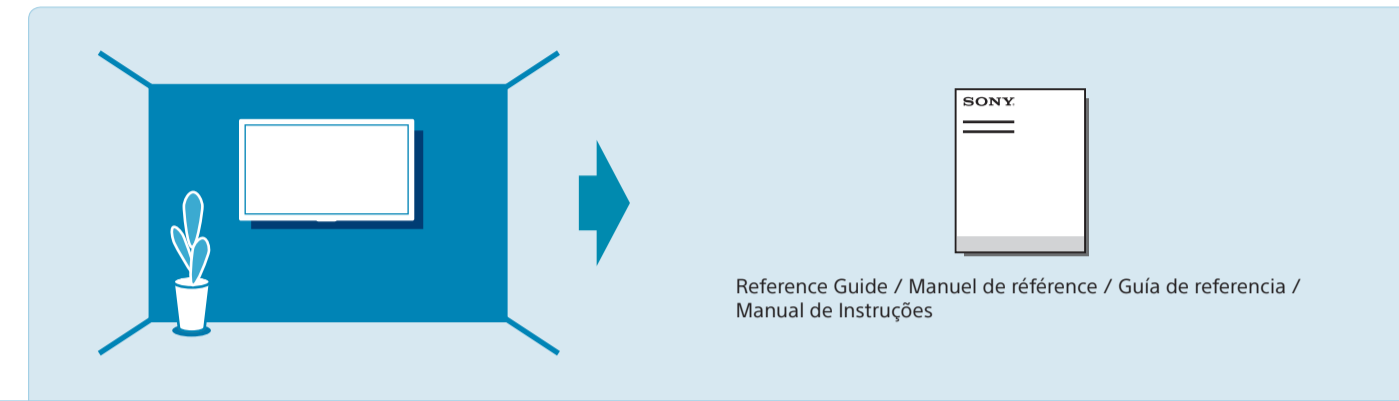 SONY
Reference Guide / Manuel de référence / Guía de referencia /
Manual de Instruções